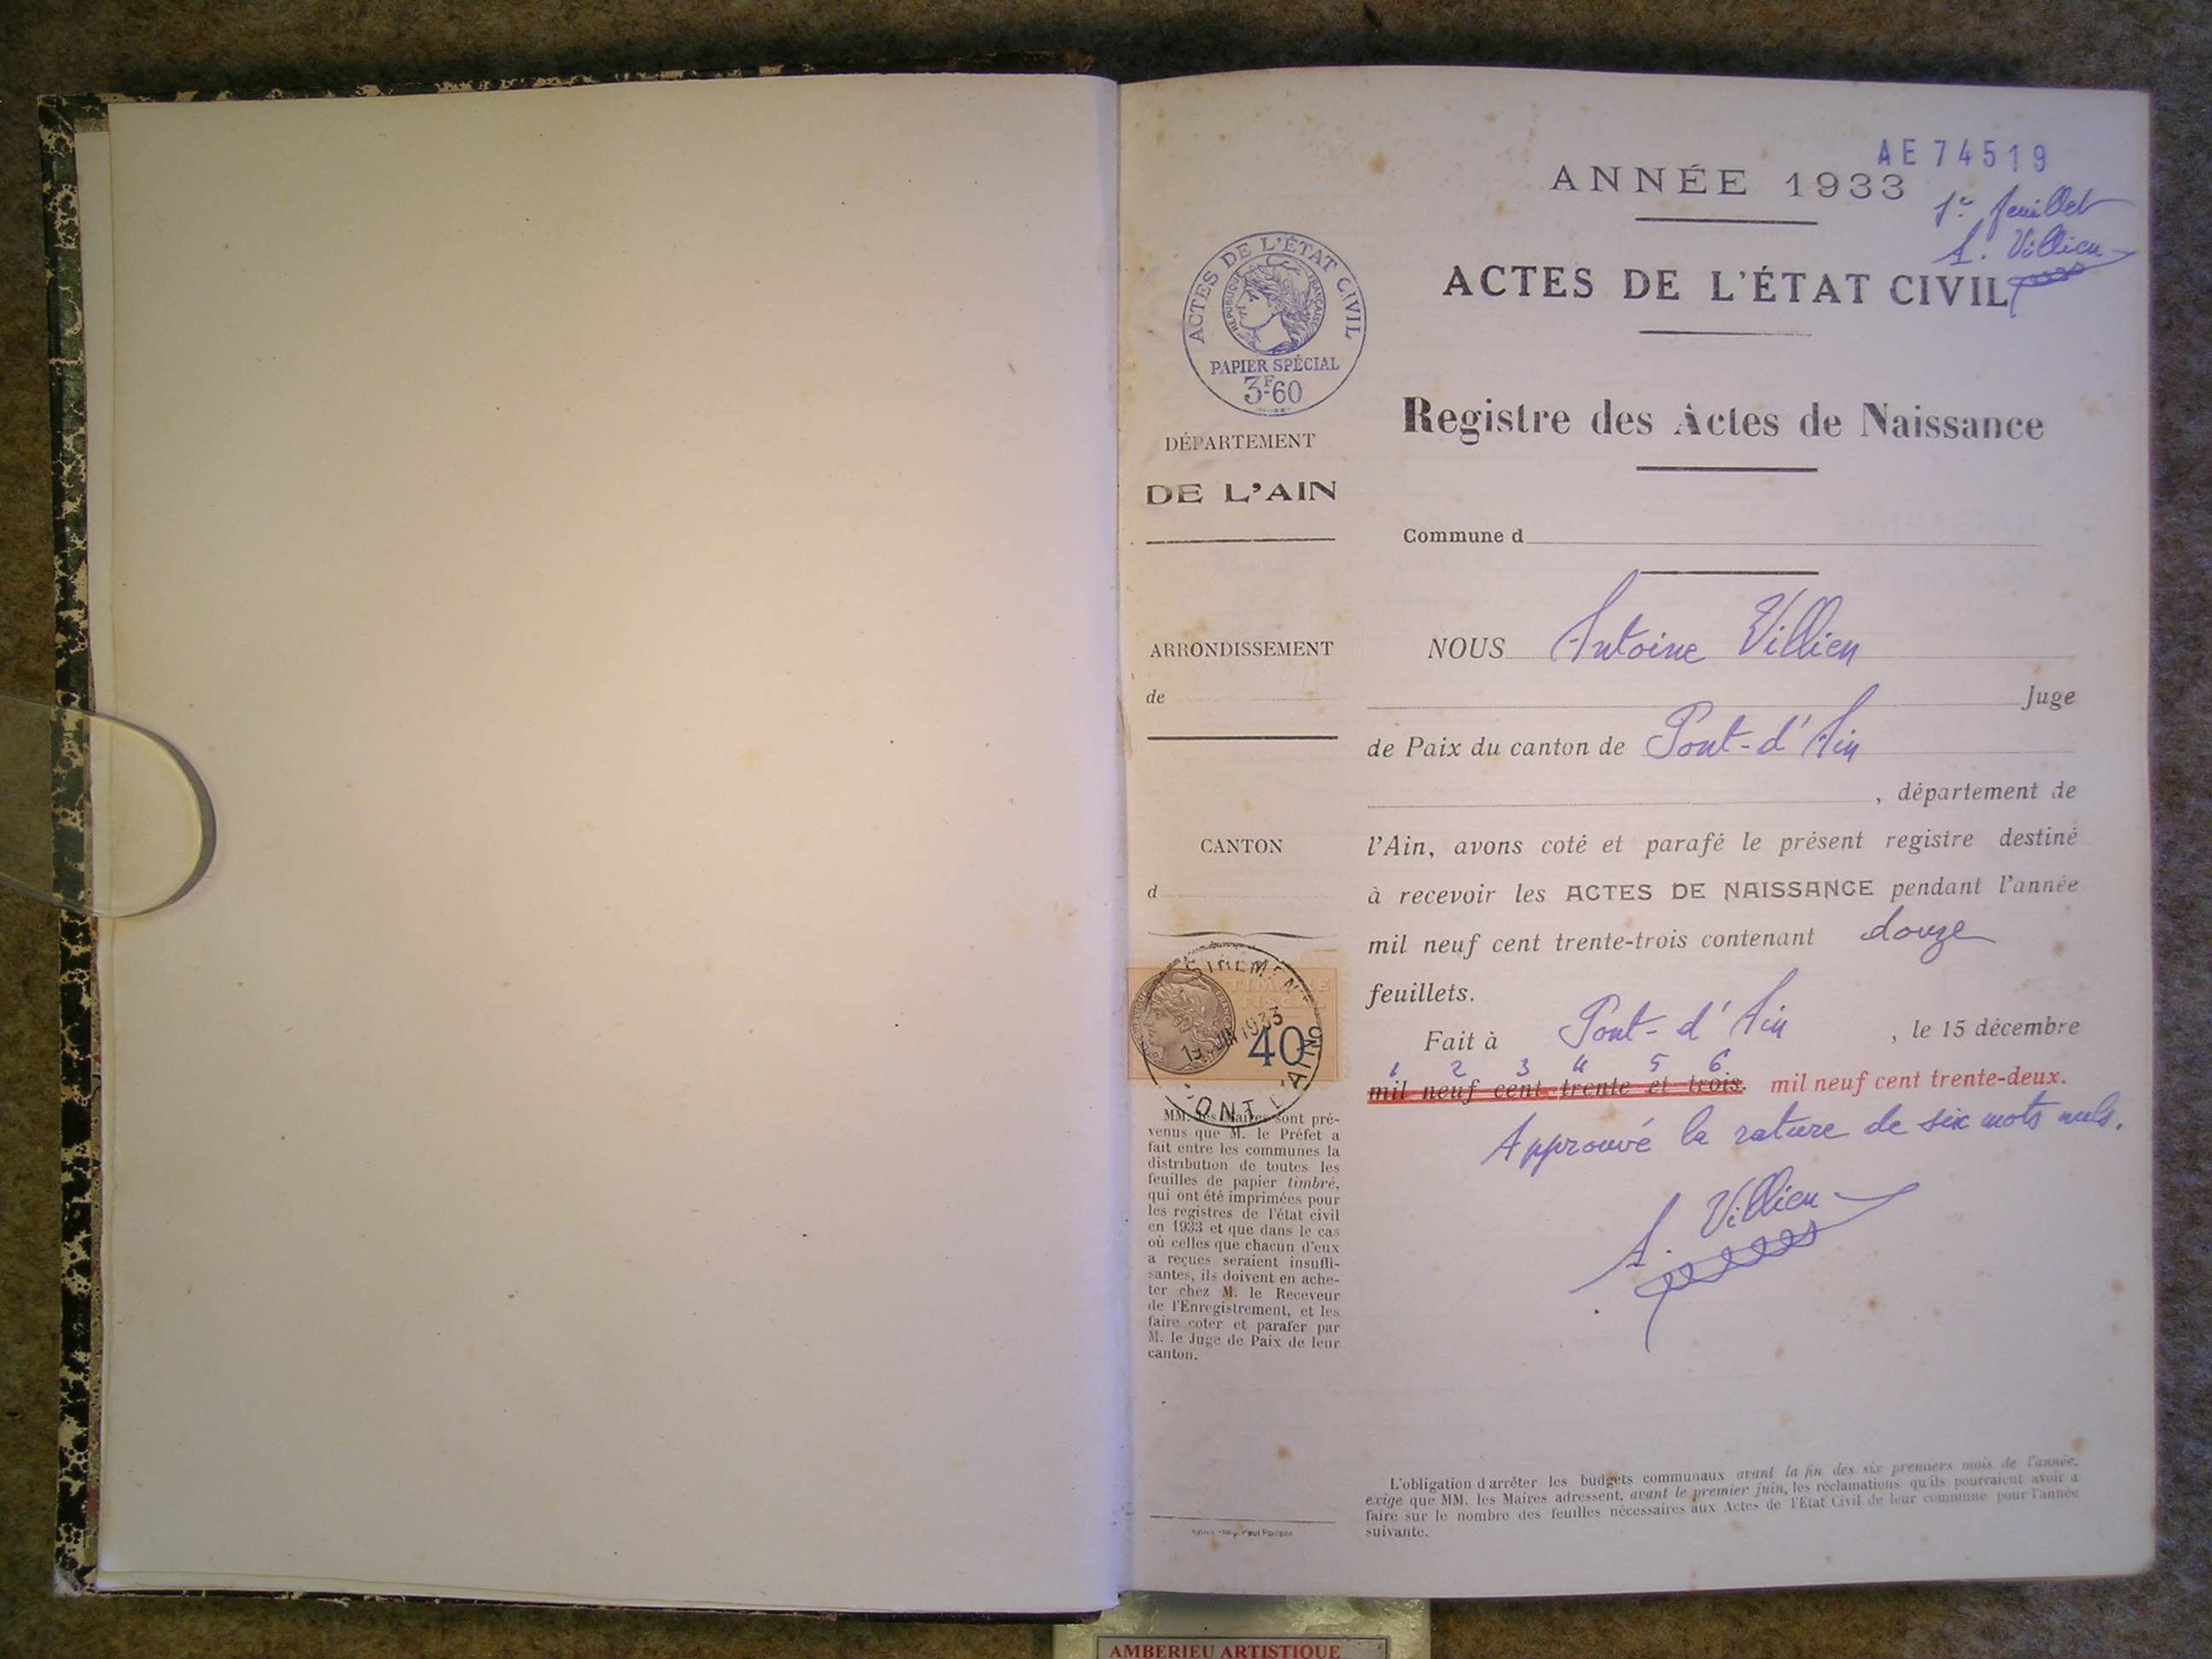 AE 74519
ANNÉE 1933
1er feuillet
A. Villien
ACTES DE L'ÉTAT CIVIL
Registre des Actes de Naissance
Commune d
ACTES DE L'ÉTAT CIVIL
RÉPUBLIQUE FRANÇAISE
PAPIER SPÉCIAL
3F60
DÉPARTEMENT
DE L'AIN
ARRONDISSEMENT
de
CANTON
d
TIMBRE
FISCAL
1933
40c
MM. les Maires sont pré-
venus que M. le Préfet a
fait entre les communes la
distribution de toutes les
feuilles de papier timbré,
qui ont été imprimées pour
les registres de l'état civil
en 1933 et que dans le cas
où celles que chacun d'eux
a reçues seraient insuffi-
santes, ils doivent en ache-
ter chez M. le Receveur
de l'Enregistrement, et les
faire coter et parafer par
M. le Juge de Paix de leur
canton.
NOUS Antoine Villien
Juge
de Paix du canton de Pont-d'Ain
, département de
l'Ain, avons coté et parafé le présent registre destiné
à recevoir les ACTES DE NAISSANCE pendant l'année
mil neuf cent trente-trois contenant douze
feuillets.
Fait à Pont-d'Ain, le 15 décembre
1 2 3 4 5 6
mil neuf cent trente et trois. mil neuf cent trente-deux.
Approuvé la rature de six mots nuls.
A. Villien
L'obligation d'arrêter les budgets communaux avant la fin des six premiers mois de l'année,
exige que MM. les Maires adressent, avant le premier juin, les réclamations qu'ils pourraient avoir à
faire sur le nombre des feuilles nécessaires aux Actes de l'Etat Civil de leur commune pour l'année
suivante.
AMBERIEU ARTISTIQUE